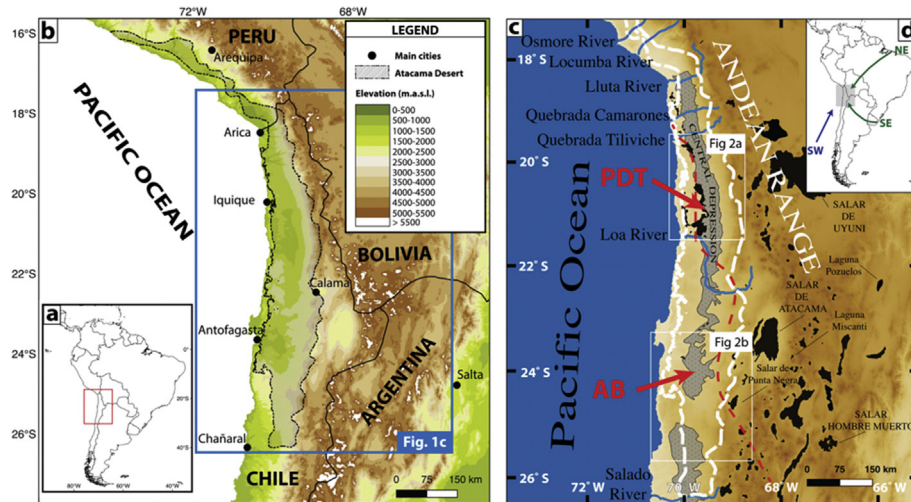 b
72°W
68°W
16°S
18°S
20°S
22°S
24°S
26°S
PERU
Arequipa
PACIFIC OCEAN
Arica
Iquique
Calama
Antofagasta
Chañaral
BOLIVIA
ARGENTINA
Salta
CHILE
Fig. 1c
0 75 150 km
LEGEND
Main cities
Atacama Desert
Elevation (m.a.s.l.)
0-500
500-1000
1000-1500
1500-2000
2000-2500
2500-3000
3000-3500
3500-4000
4000-4500
4500-5000
5000-5500
> 5500
a
0°
20°S
40°S
80°W
60°W
40°W
c
Osmore River
Locumba River
18°S
Lluta River
Quebrada Camarones
Quebrada Tiliviche
20°S
Fig 2a
PDT
CENTRAL DEPRESSION
ANDEAN RANGE
Pacific Ocean
Loa River
22°S
SALAR
DE
UYUNI
Laguna
Pozuelos
SALAR
DE
ATACAMA
Laguna
Miscanti
Fig 2b
24°S
AB
Salar de
Punta Negra
SALAR
HOMBRE MUERTO
Salado
River
26°S
72°W
70°W
68°W
66°W
0 75 150 km
d
NE
SE
SW